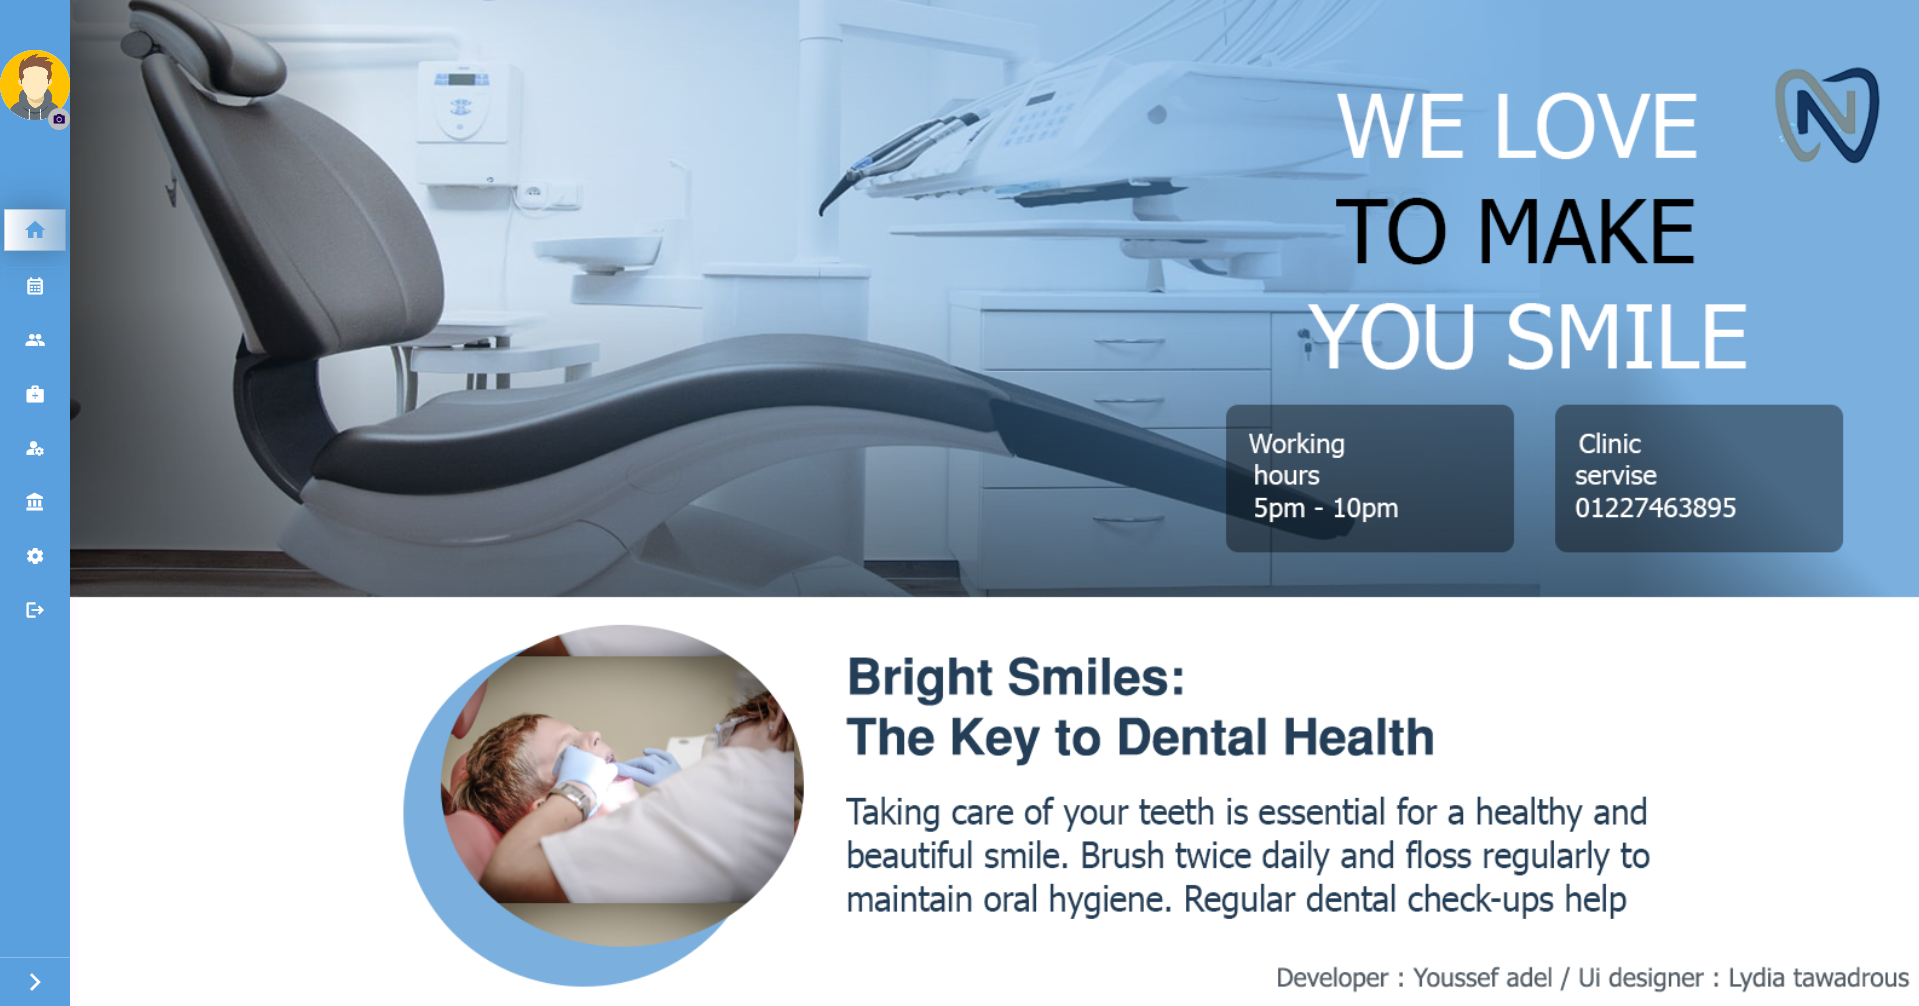 WE LOVE
TO MAKE
YOU SMILE
Working
hours
5pm - 10pm
Clinic
servise
01227463895
Bright Smiles:
The Key to Dental Health
Taking care of your teeth is essential for a healthy and
beautiful smile. Brush twice daily and floss regularly to
maintain oral hygiene. Regular dental check-ups help
Developer : Youssef adel / Ui designer : Lydia tawadrous